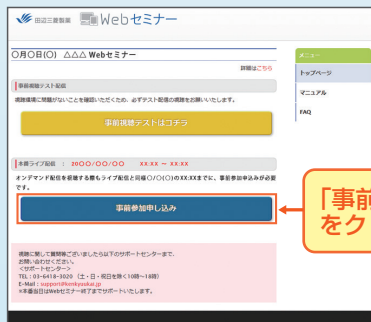 田辺三菱製薬 Webセミナー
〇月〇日(〇) △△△ Webセミナー
詳細はこちら
事前視聴テスト配信
視聴環境に問題がないことを確認いただくため、必ずテスト配信の視聴をお願いいたします。
事前視聴テストはコチラ
本番ライブ配信 : 20〇〇/〇〇/〇〇 XX:XX ～ XX:XX
オンデマンド配信を視聴する際もライブ配信と同様〇/〇(〇)のXX:XXまでに、事前参加申込みが必要
です。
事前参加申し込み
視聴に関して質問等ございましたら以下のサポートセンターまで、
お問い合わせください。
<サポートセンター>
TEL : 03-6418-3020 (土・日・祝日を除く10時～18時)
E-Mail : support@kenkyuukai.jp
※本番当日はWebセミナー終了までサポートいたします。
メニュー
トップページ
マニュアル
FAQ
「事前
をク